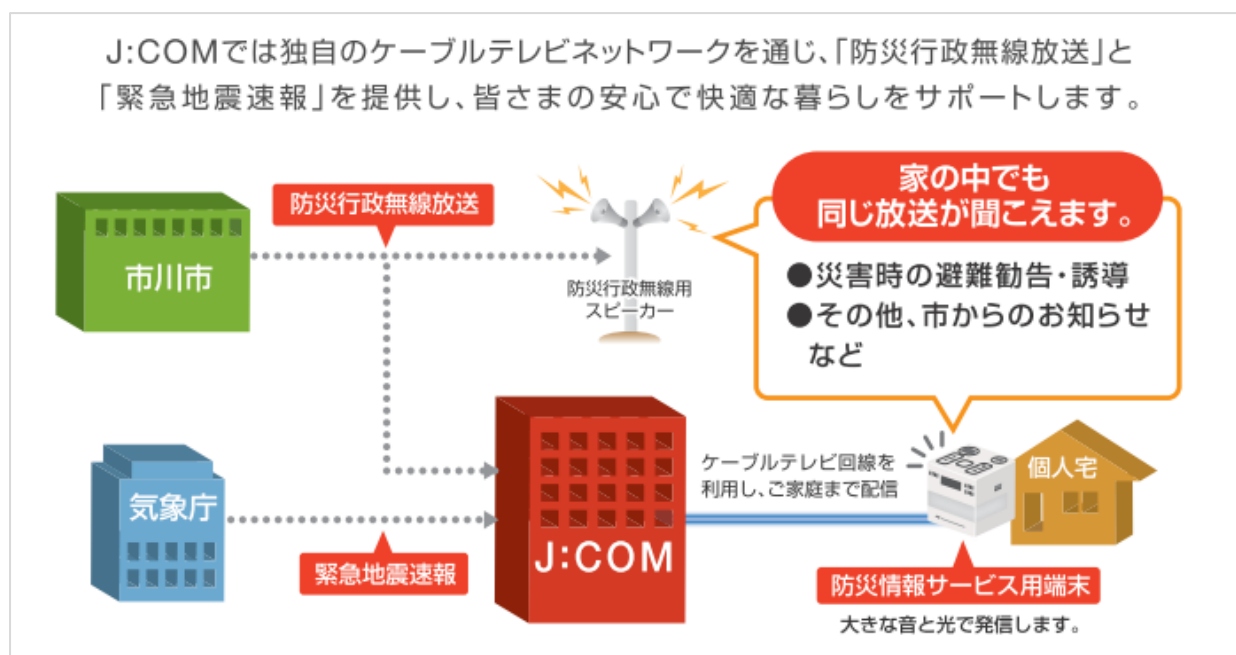 J:COMでは独自のケーブルテレビネットワークを通じ、「防災行政無線放送」と
「緊急地震速報」を提供し、皆さまの安心で快適な暮らしをサポートします。
防災行政無線放送
家の中でも
同じ放送が聞こえます。
市川市
防災行政無線用
スピーカー
●災害時の避難勧告・誘導
●その他、市からのお知らせ
など
気象庁
緊急地震速報
J:COM
ケーブルテレビ回線を
利用し、ご家庭まで配信
個人宅
防災情報サービス用端末
大きな音と光で発信します。